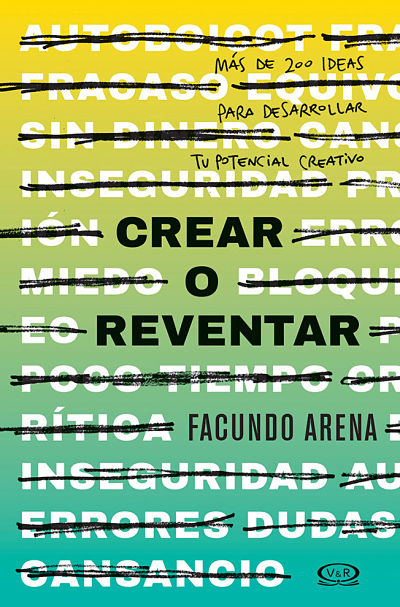 AUTOBOICOT FRA
MÁS DE 200 IDEAS
FRACASO EQUIVO
PARA DESARROLLAR
SIN DINERO CANS
TU POTENCIAL CREATIVO
INSEGURIDAD FR
IÓN CREAR ERRO
MIEDO O BLOQUE
EO REVENTAR P
POCO TIEMPO CR
RÍTICA FACUNDO ARENA E
INSEGURIDAD AU
ERRORES DUDAS
CANSANCIO
V&R